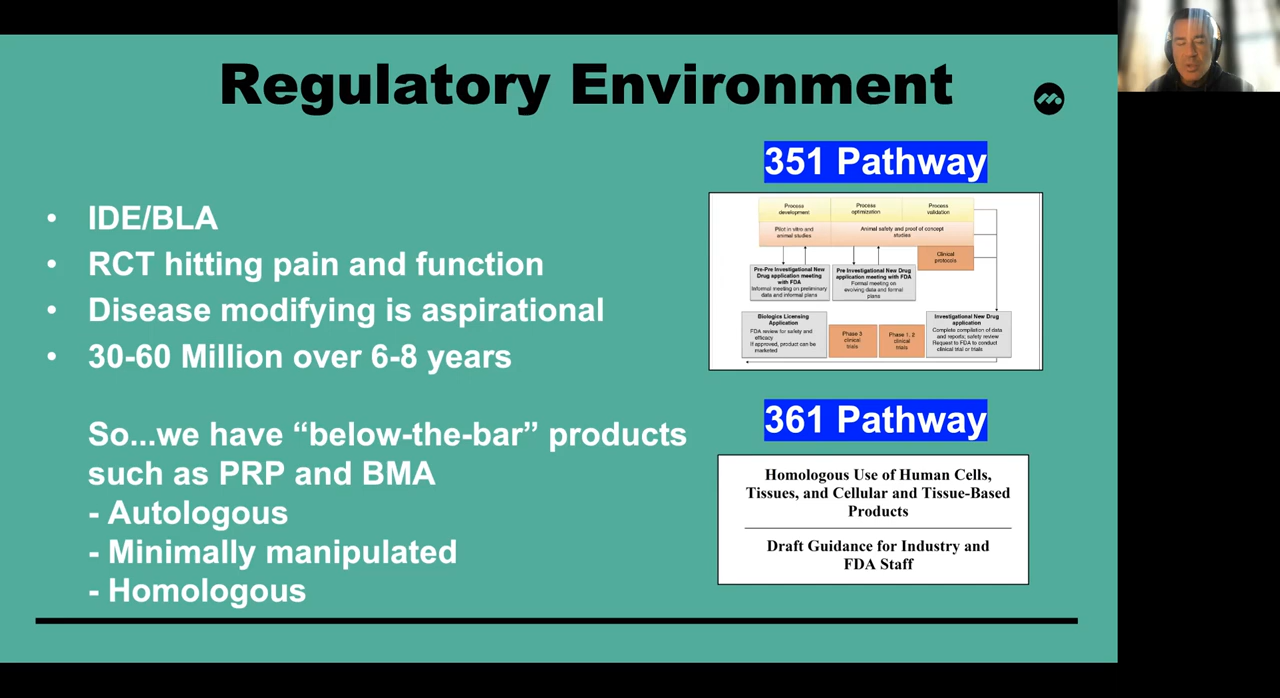 Regulatory Environment
• IDE/BLA
• RCT hitting pain and function
• Disease modifying is aspirational
• 30-60 Million over 6-8 years
So...we have “below-the-bar” products
such as PRP and BMA
- Autologous
- Minimally manipulated
- Homologous
351 Pathway
Process
development
Process
optimization
Process
validation
Pilot in vitro and
animal studies
Animal safety and proof of concept
studies
Clinical
protocols
Pre-Pre Investigational New
Drug application meeting
with FDA
Informal meeting on preliminary
data and informal plans
Pre Investigational New Drug
application meeting with FDA
Formal meeting on
evolving data and formal
plans
Biologics Licensing
Application
FDA review for safety and
efficacy
If approved, product can be
marketed
Phase 3
clinical
trials
Phase 1, 2
clinical
trials
Investigational New Drug
application
Complete compilation of data
and reports; safety review
Request to FDA to conduct
clinical trial or trials
361 Pathway
Homologous Use of Human Cells,
Tissues, and Cellular and Tissue-Based
Products
Draft Guidance for Industry and
FDA Staff